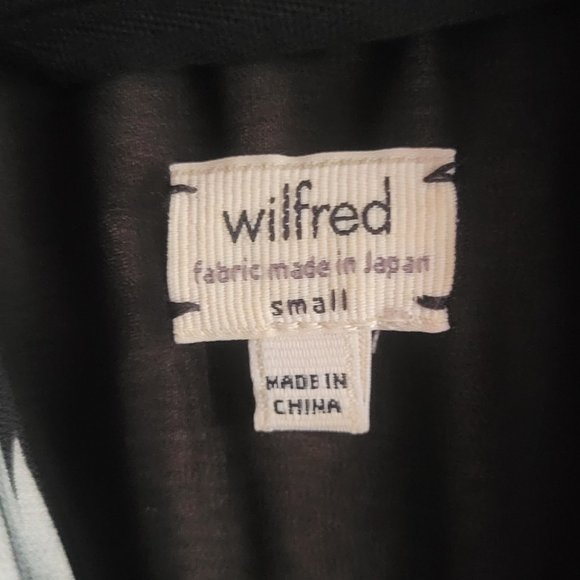 wilfred
fabric made in Japan
small
MADE IN
CHINA